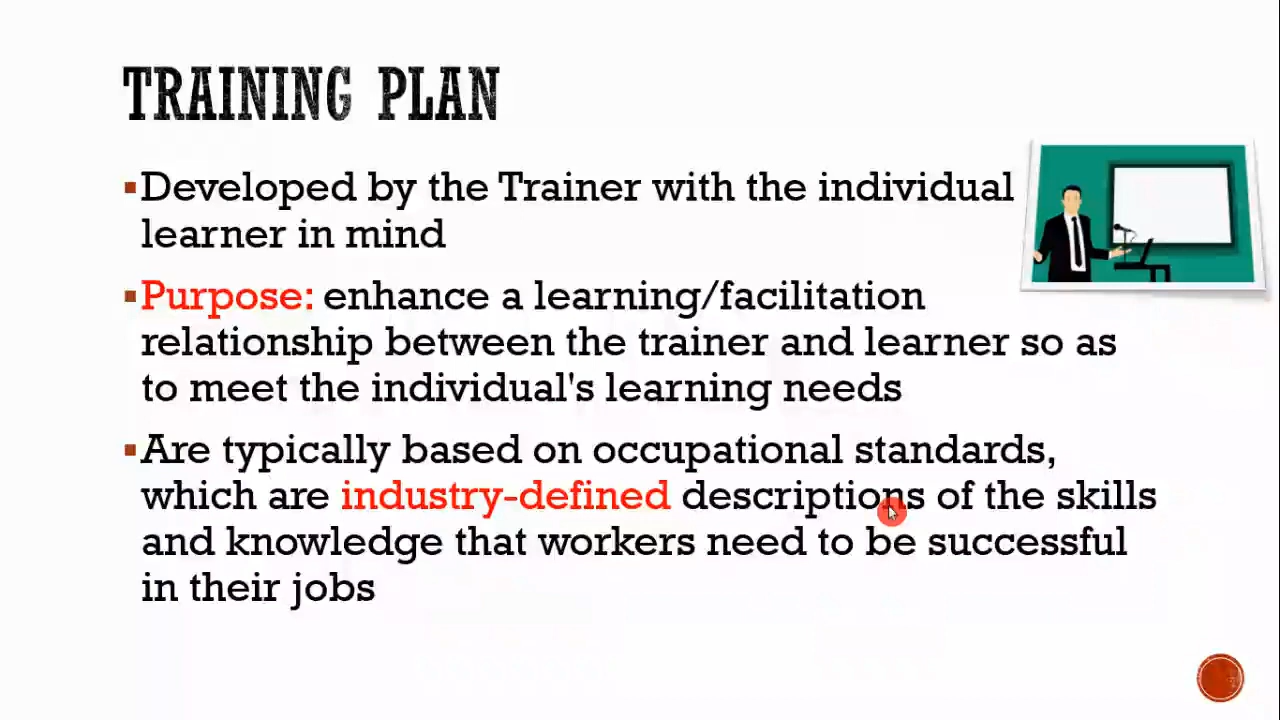 TRAINING PLAN
▪Developed by the Trainer with the individual
learner in mind
▪Purpose: enhance a learning/facilitation
relationship between the trainer and learner so as
to meet the individual's learning needs
▪Are typically based on occupational standards,
which are industry-defined descriptions of the skills
and knowledge that workers need to be successful
in their jobs